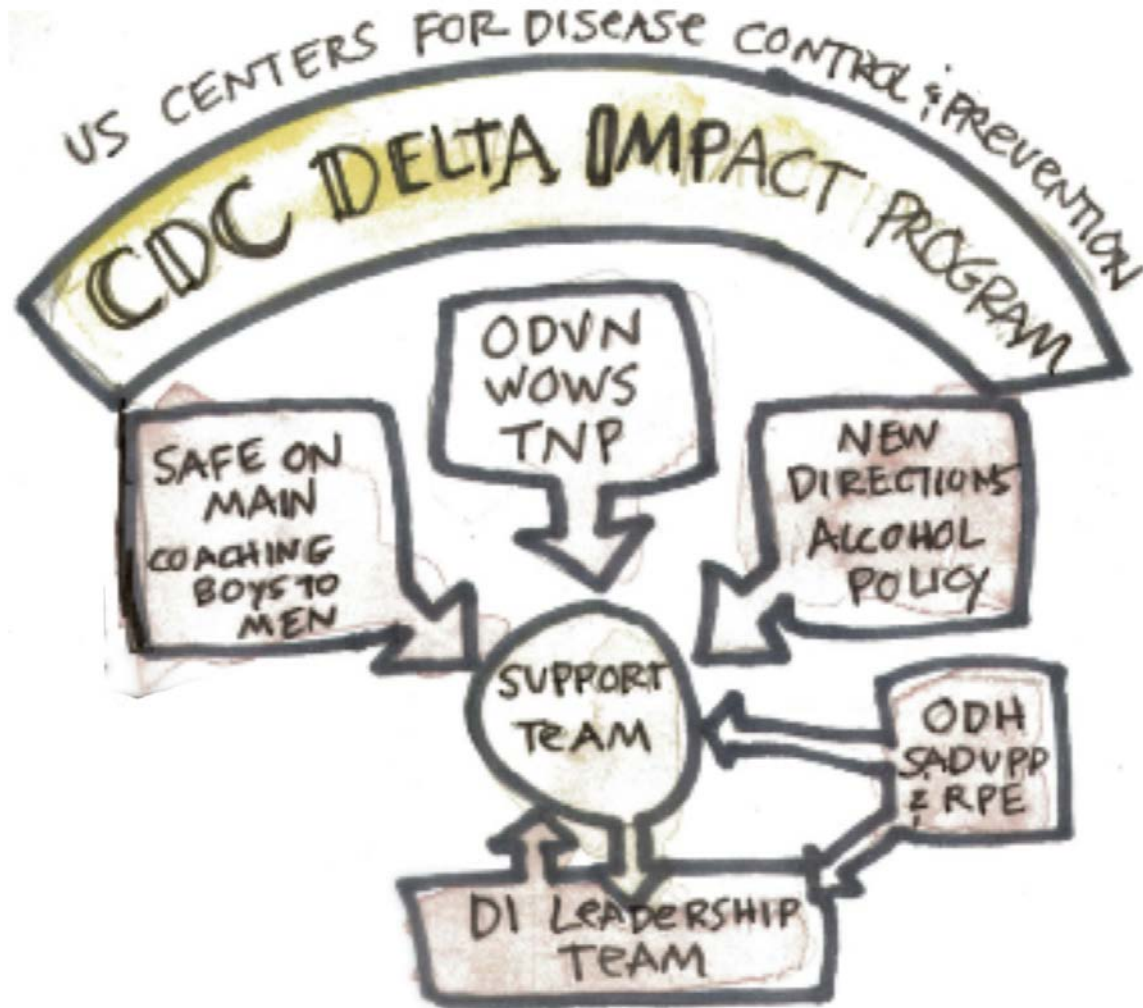 US CENTERS FOR DISEASE CONTROL & PREVENTION
CDC DELTA IMPACT PROGRAM
ODVN
WOWS
TNP
SAFE ON
MAIN
COACHING
BOYS TO
MEN
NEW
DIRECTIONS
ALCOHOL
POLICY
SUPPORT
TEAM
ODH
SADVPP
& RPE
DI LEADERSHIP
TEAM